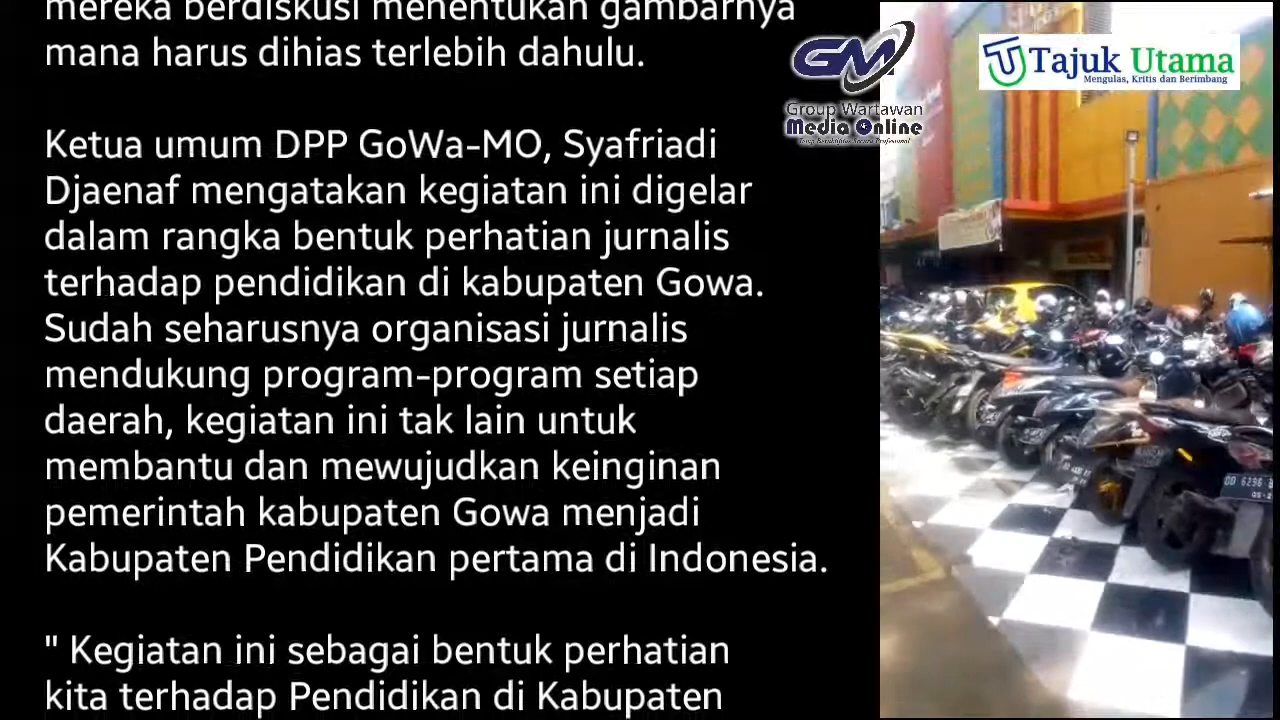 mereka berdiskusi menentukan gambarnya
mana harus dihias terlebih dahulu.
Ketua umum DPP GoWa-MO, Syafriadi
Djaenaf mengatakan kegiatan ini digelar
dalam rangka bentuk perhatian jurnalis
terhadap pendidikan di kabupaten Gowa.
Sudah seharusnya organisasi jurnalis
mendukung program-program setiap
daerah, kegiatan ini tak lain untuk
membantu dan mewujudkan keinginan
pemerintah kabupaten Gowa menjadi
Kabupaten Pendidikan pertama di Indonesia.
" Kegiatan ini sebagai bentuk perhatian
kita terhadap Pendidikan di Kabupaten
GM
Group Wartawan
Media Online
Tajuk Utama
Mengulas, Kritis dan Berimbang
DD 6296